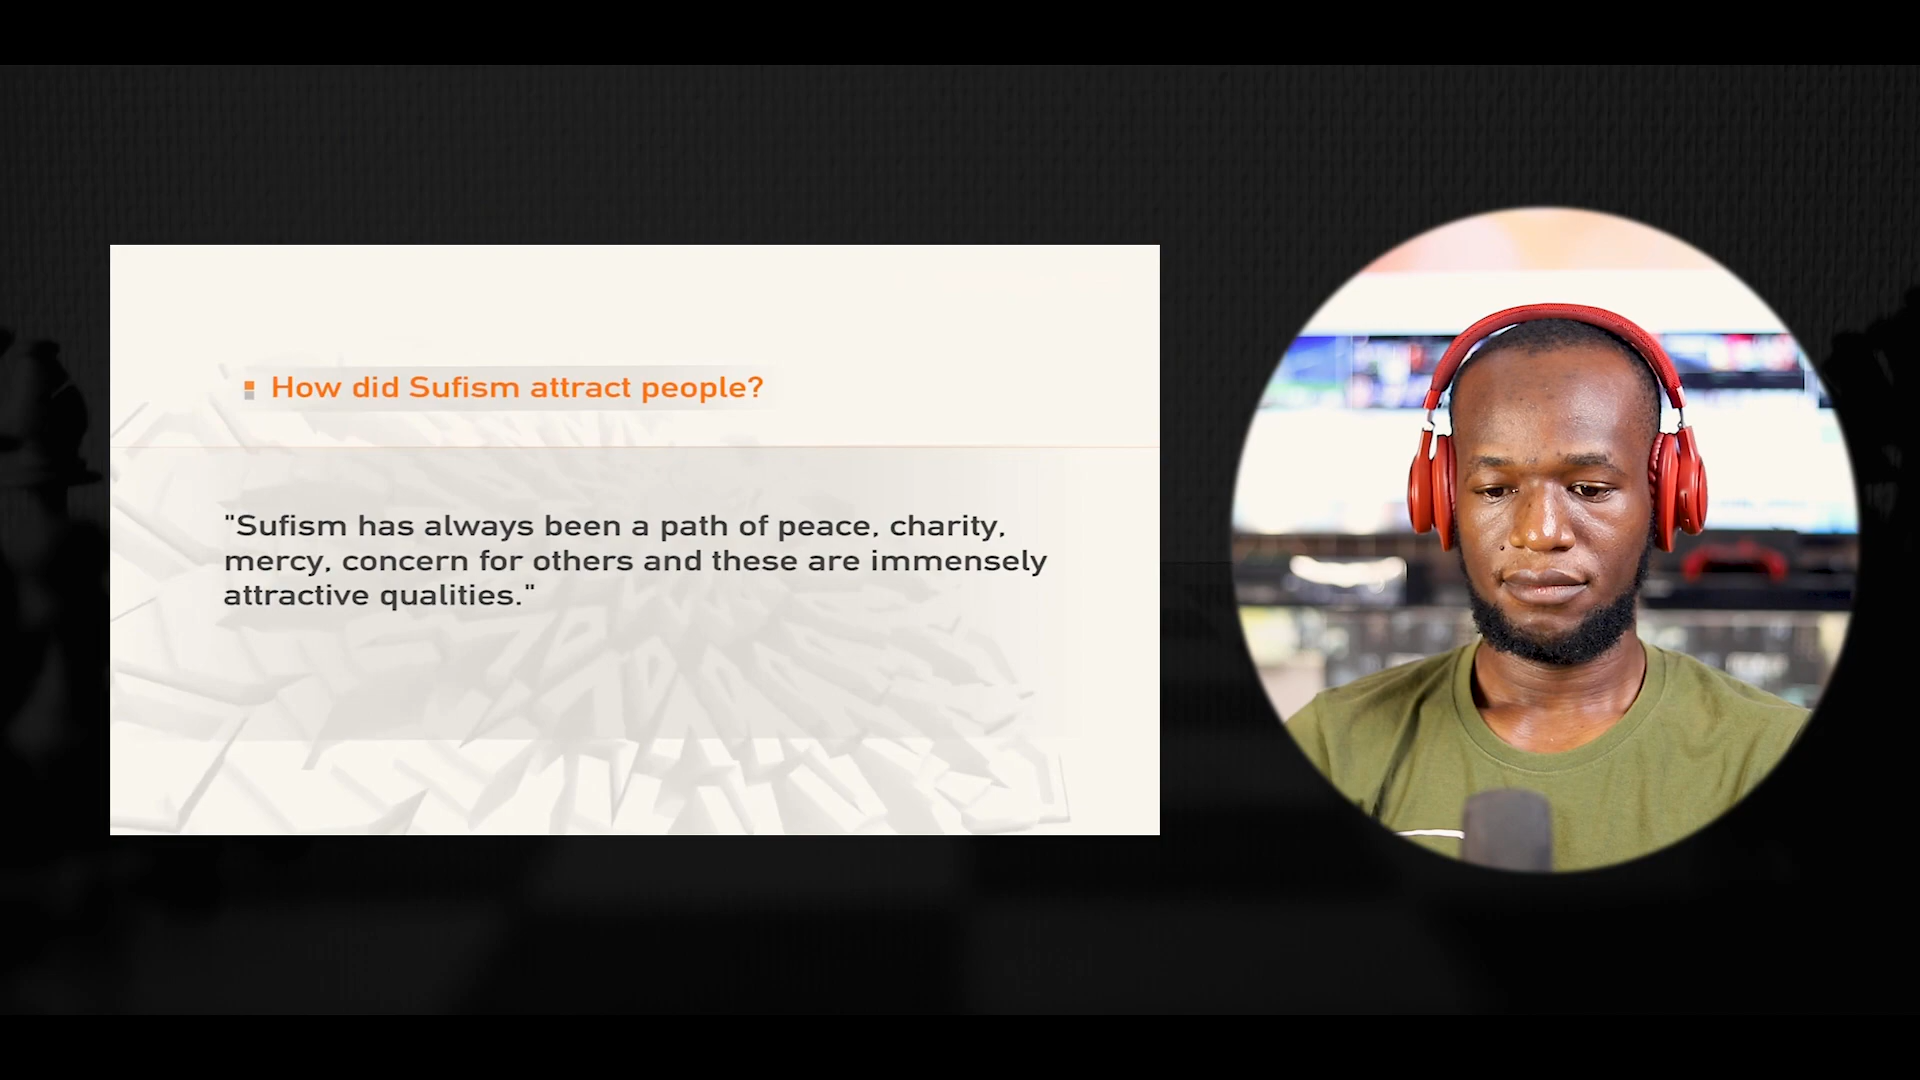 How did Sufism attract people?
"Sufism has always been a path of peace, charity,
mercy, concern for others and these are immensely
attractive qualities."